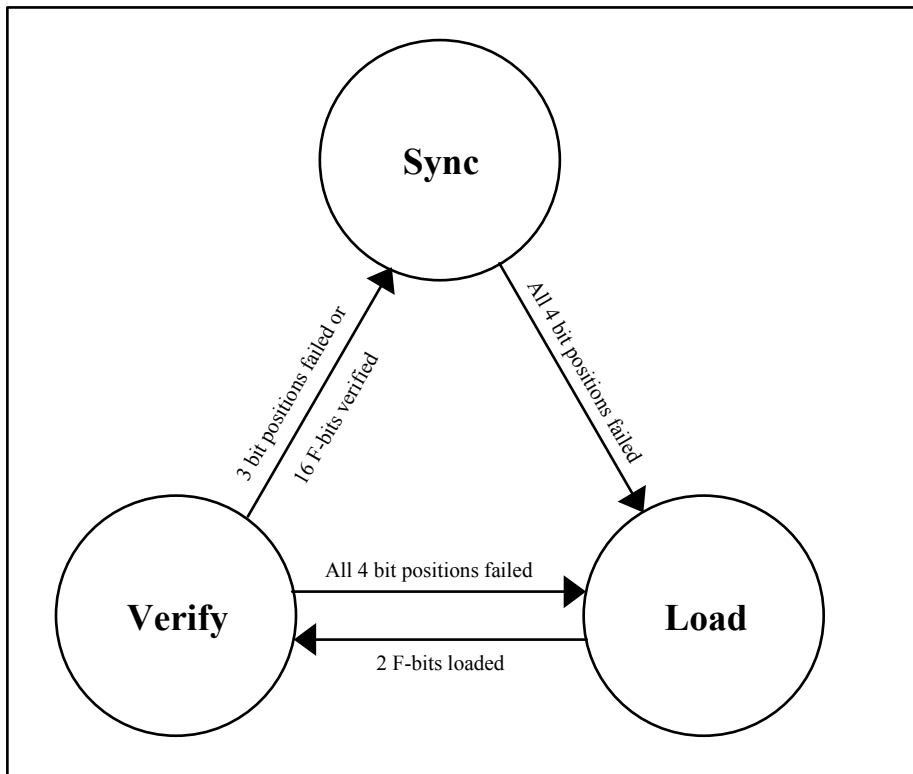 Sync
3 bit positions failed or
16 F-bits verified
All 4 bit positions failed
All 4 bit positions failed
Verify
Load
2 F-bits loaded